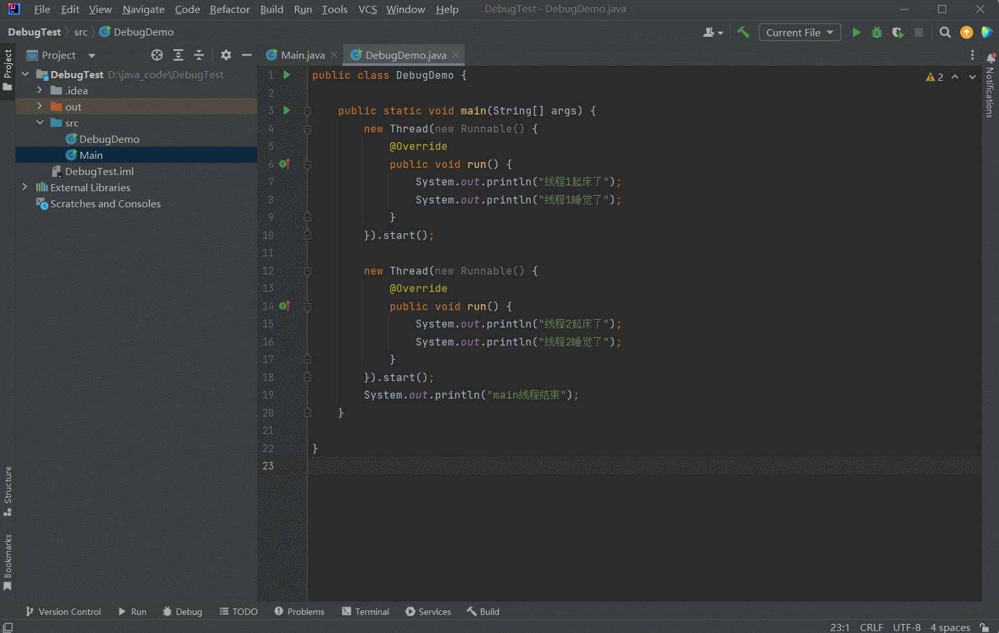 File Edit View Navigate Code Refactor Build Run Tools VCS Window Help DebugTest - DebugDemo.java
DebugTest src DebugDemo Current File
Project
Main.java DebugDemo.java
DebugTest D:\java_code\DebugTest
.idea
out
src
DebugDemo
Main
DebugTest.iml
External Libraries
Scratches and Consoles
1 public class DebugDemo {
2
3 public static void main(String[] args) {
4 new Thread(new Runnable() {
5 @Override
6 public void run() {
7 System.out.println("线程1起床了");
8 System.out.println("线程1睡觉了");
9 }
10 }).start();
11
12 new Thread(new Runnable() {
13 @Override
14 public void run() {
15 System.out.println("线程2起床了");
16 System.out.println("线程2睡觉了");
17 }
18 }).start();
19 System.out.println("main线程结束");
20 }
21
22 }
23
2
Project
Structure
Bookmarks
Notifications
Version Control Run Debug TODO Problems Terminal Services Build
23:1 CRLF UTF-8 4 spaces